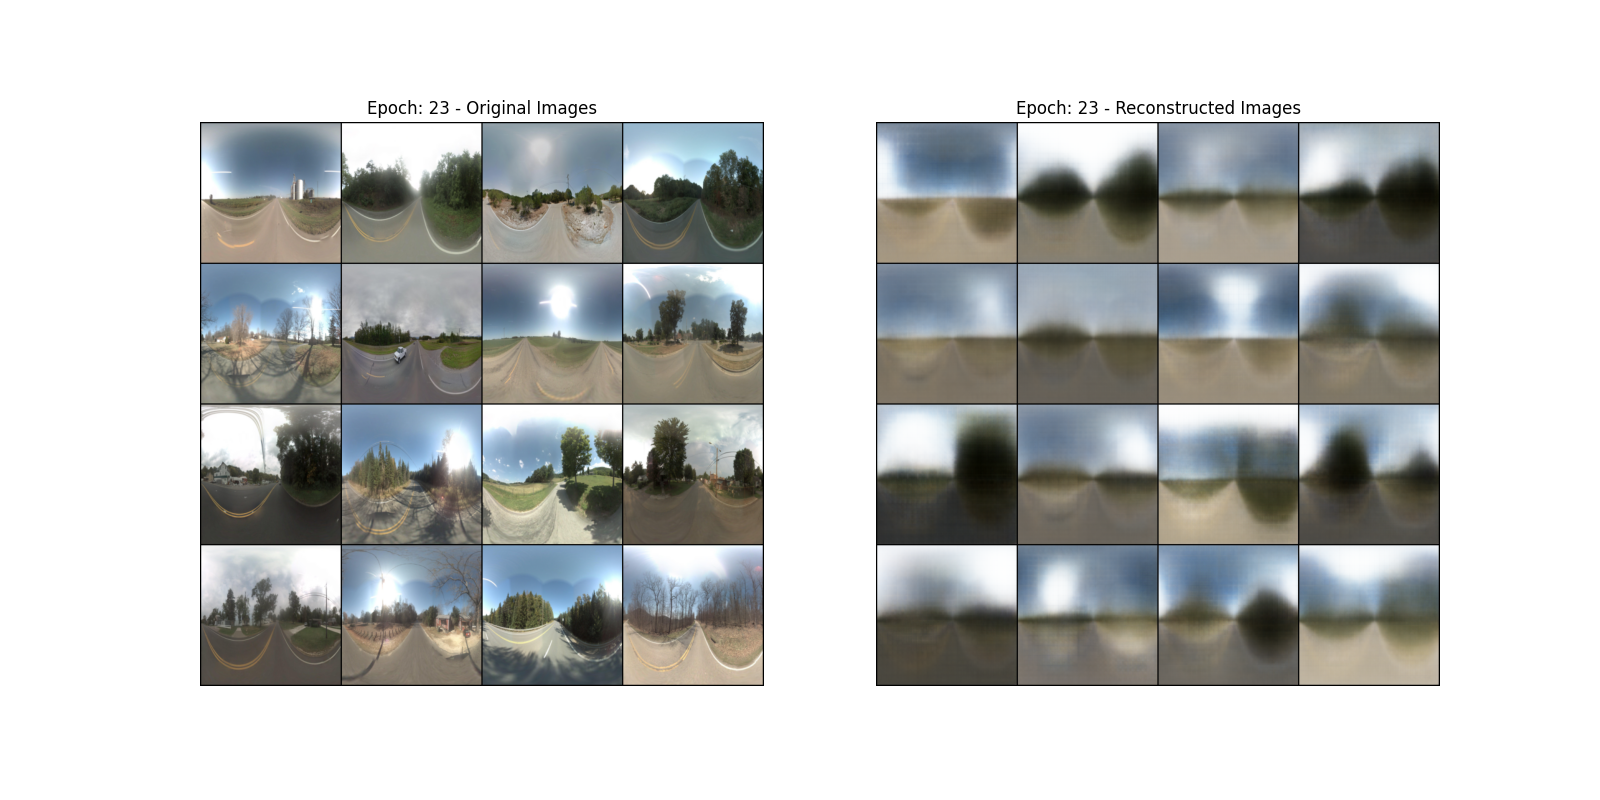 Epoch: 23 - Original Images
Epoch: 23 - Reconstructed Images